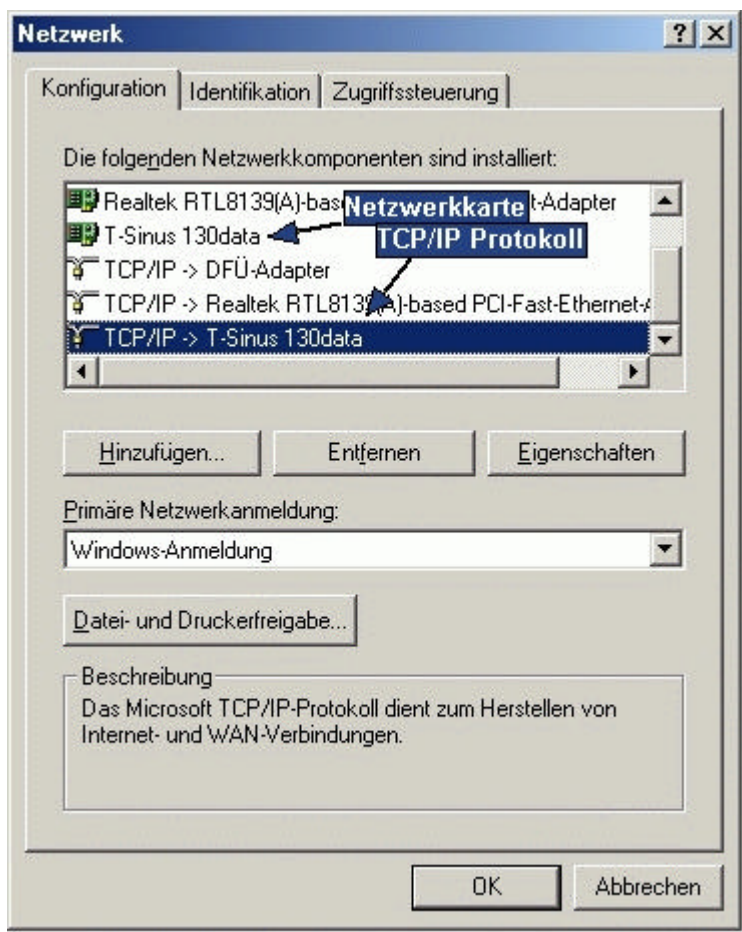 Netzwerk
Konfiguration
Identifikation
Zugriffssteuerung
Die folgenden Netzwerkkomponenten sind installiert:
Realtek RTL8139(A)-bas t-Adapter
Netzwerkkarte
T-Sinus 130data
TCP/IP Protokoll
TCP/IP -> DFÜ-Adapter
TCP/IP -> Realtek RTL8139(A)-based PCI-Fast-Ethernet-A
TCP/IP -> T-Sinus 130data
Hinzufügen...
Entfernen
Eigenschaften
Primäre Netzwerkanmeldung:
Windows-Anmeldung
Datei- und Druckerfreigabe...
Beschreibung
Das Microsoft TCP/IP-Protokoll dient zum Herstellen von
Internet- und WAN-Verbindungen.
OK
Abbrechen